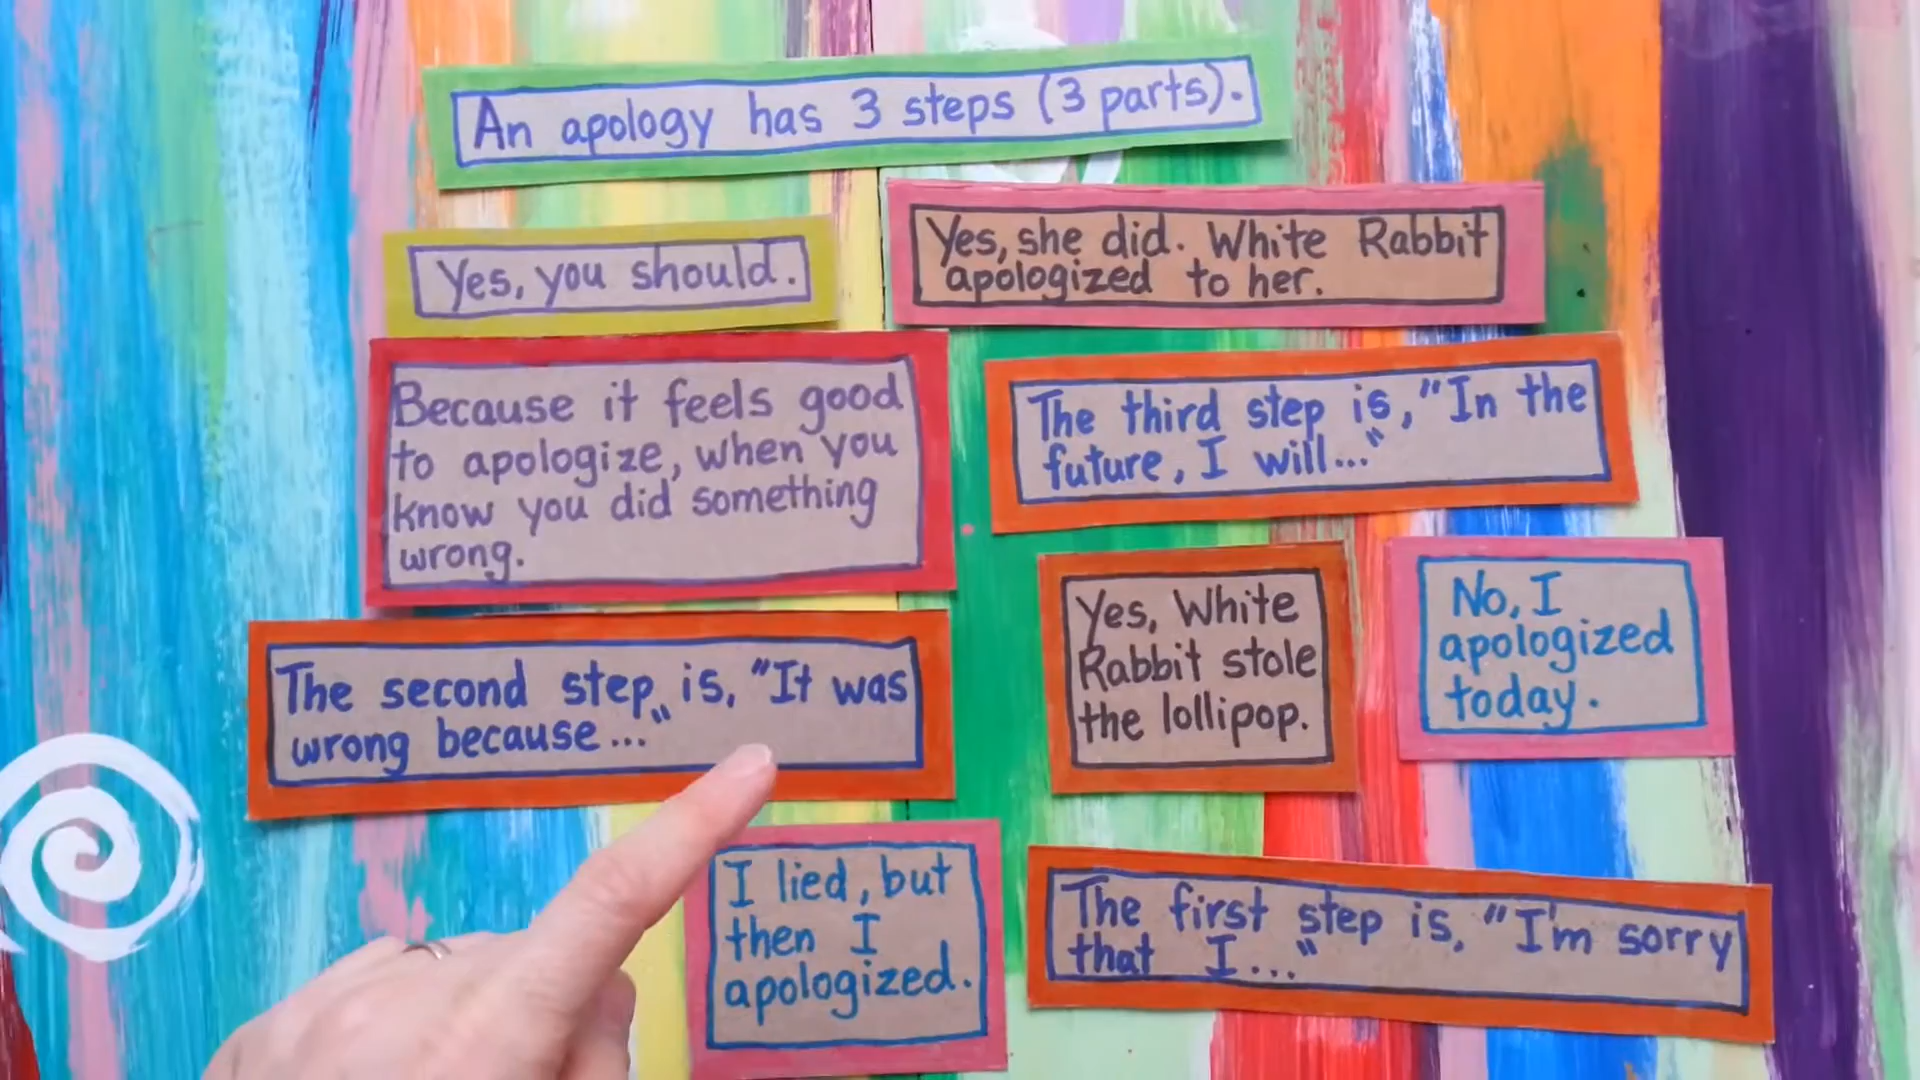 An apology has 3 steps (3 parts).
Yes, you should.
Yes, she did. White Rabbit
apologized to her.
Because it feels good
to apologize, when you
know you did something
wrong.
The third step is, "In the
future, I will..."
The second step is, "It was
wrong because..."
Yes, White
Rabbit stole
the lollipop.
No, I
apologized
today.
I lied, but
then I
apologized.
The first step is, "I'm sorry
that I..."